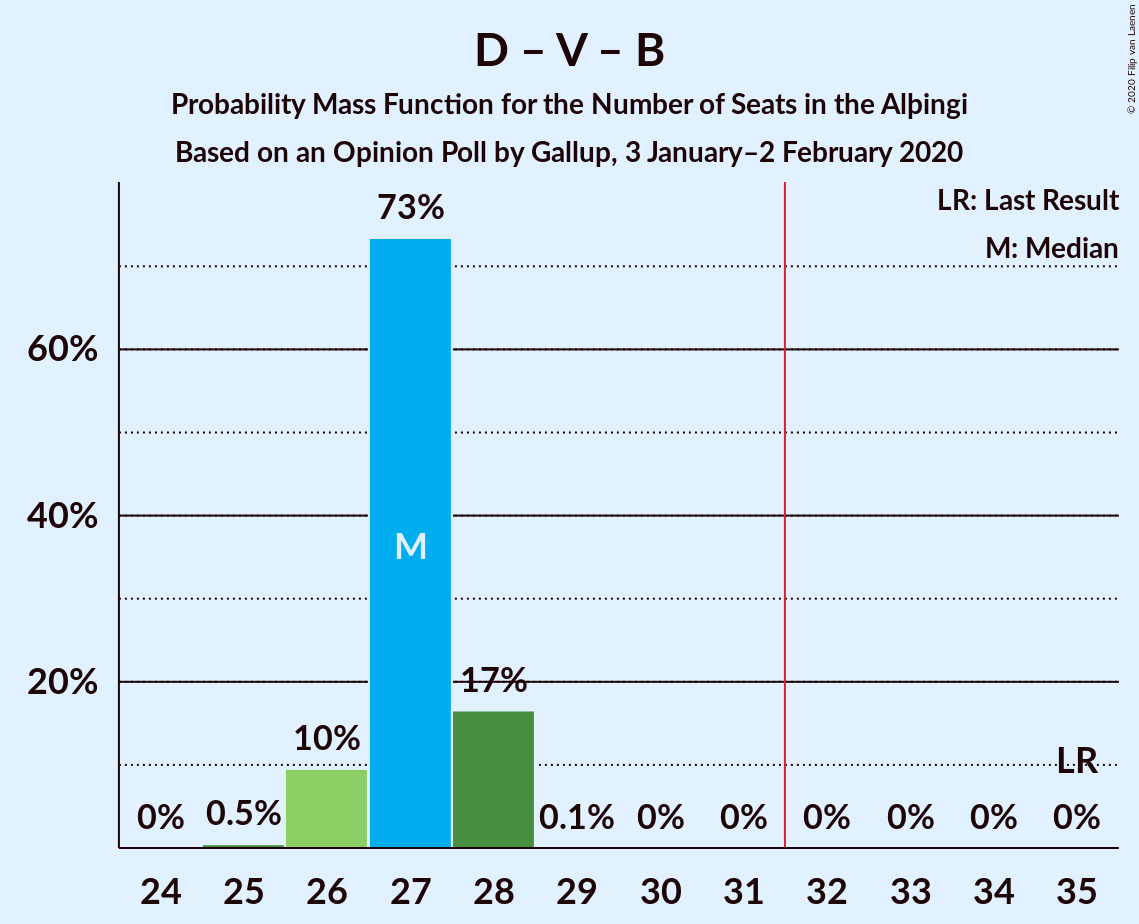 D – V – B
Probability Mass Function for the Number of Seats in the Alþingi
Based on an Opinion Poll by Gallup, 3 January–2 February 2020
© 2020 Filip van Laenen
LR: Last Result
M: Median
73%
60%
40%
M
20%
17%
10%
LR
0% 0.5% 0.1% 0% 0% 0% 0% 0% 0%
24 25 26 27 28 29 30 31 32 33 34 35